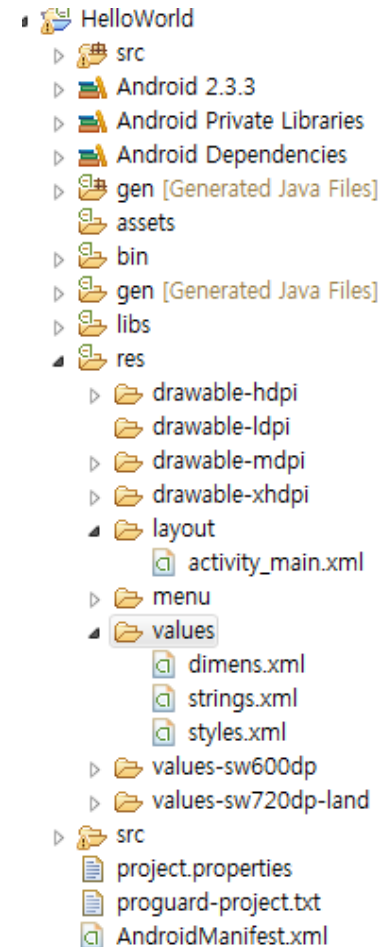 HelloWorld
src
Android 2.3.3
Android Private Libraries
Android Dependencies
gen [Generated Java Files]
assets
bin
gen [Generated Java Files]
libs
res
drawable-hdpi
drawable-ldpi
drawable-mdpi
drawable-xhdpi
layout
activity_main.xml
menu
values
dimens.xml
strings.xml
styles.xml
values-sw600dp
values-sw720dp-land
src
project.properties
proguard-project.txt
AndroidManifest.xml